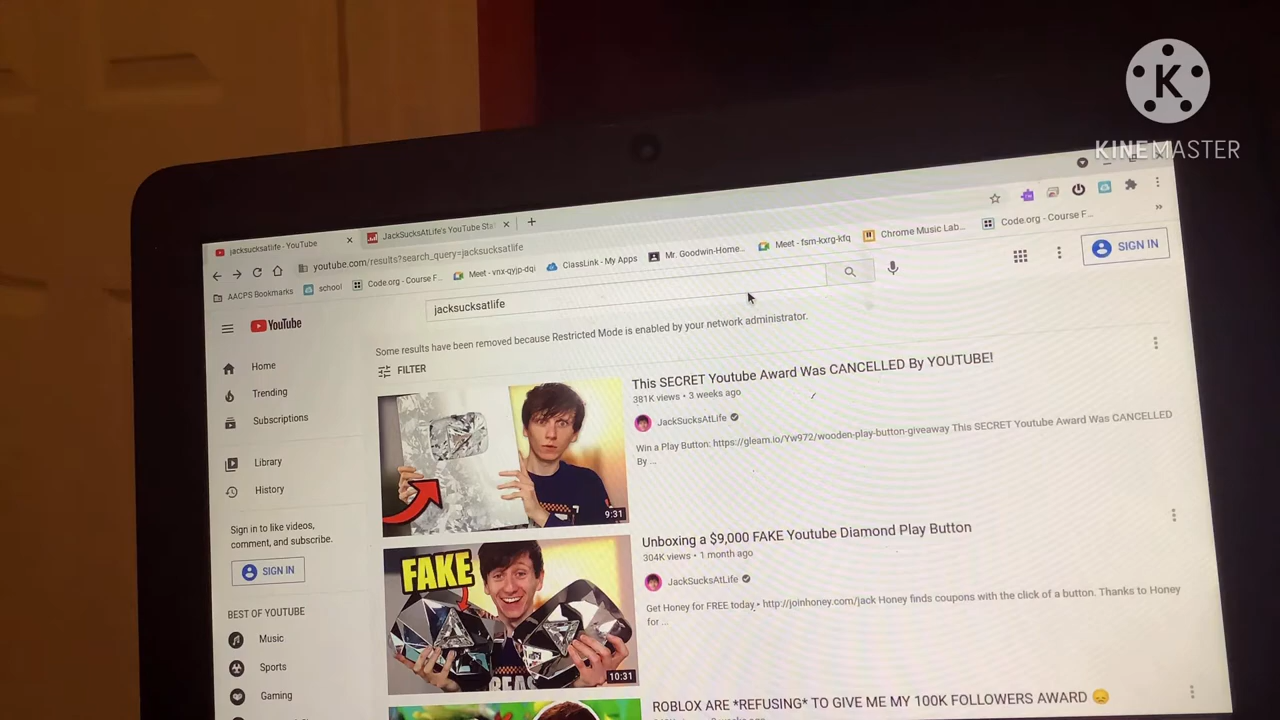 K
KINEMASTER
jacksucksatlife - YouTube
JackSucksAtLife's YouTube Sta
youtube.com/results?search_query=jacksucksatlife
AACPS Bookmarks
school
Code.org - Course F...
Meet - vnx-qyjp-dqi
ClassLink - My Apps
Mr. Goodwin-Home...
Meet - fsm-kxrg-kfq
Chrome Music Lab...
Code.org - Course F...
YouTube
jacksucksatlife
SIGN IN
Some results have been removed because Restricted Mode is enabled by your network administrator.
Home
Trending
Subscriptions
Library
History
Sign in to like videos,
comment, and subscribe.
SIGN IN
BEST OF YOUTUBE
Music
Sports
Gaming
FILTER
9:31
This SECRET Youtube Award Was CANCELLED By YOUTUBE!
381K views • 3 weeks ago
JackSucksAtLife
Win a Play Button: https://gleam.io/Yw972/wooden-play-button-giveaway This SECRET Youtube Award Was CANCELLED
By ...
FAKE
10:31
Unboxing a $9,000 FAKE Youtube Diamond Play Button
304K views • 1 month ago
JackSucksAtLife
Get Honey for FREE today • http://joinhoney.com/jack Honey finds coupons with the click of a button. Thanks to Honey
for ...
ROBLOX ARE *REFUSING* TO GIVE ME MY 100K FOLLOWERS AWARD 😞